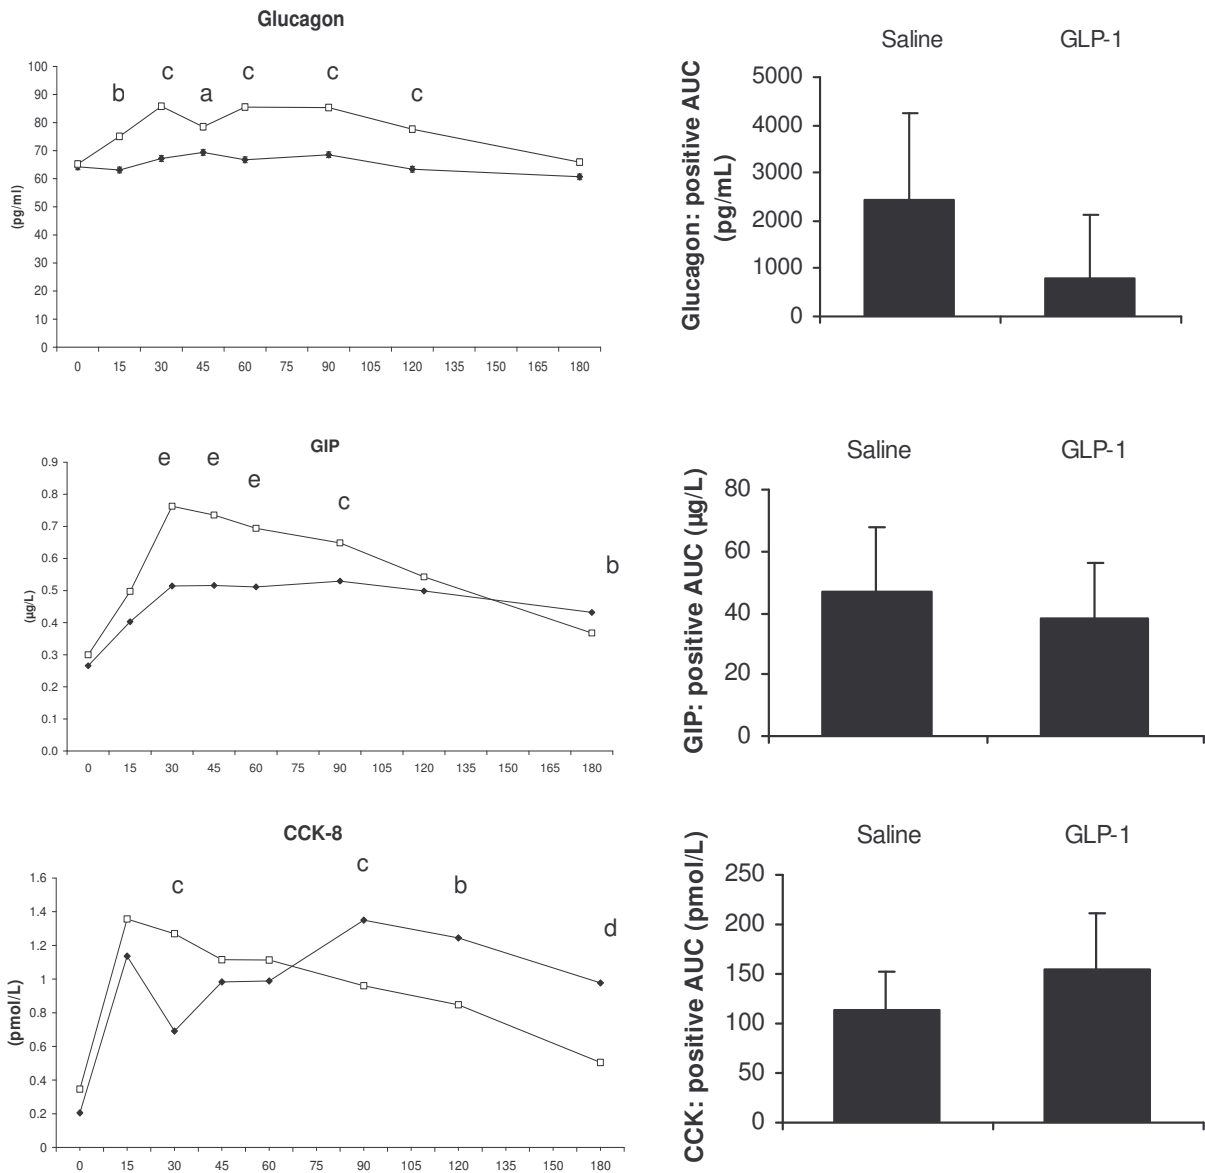 Glucagon
100
90
80
70
60
50
40
30
20
10
0
(pg/ml)
b
c
a
c
c
c
0 15 30 45 60 75 90 105 120 135 150 165 180
Saline GLP-1
Glucagon: positive AUC
(pg/mL)
5000
4000
3000
2000
1000
0
GIP
0.9
0.8
0.7
0.6
0.5
0.4
0.3
0.2
0.1
0.0
(µg/L)
e
e
e
c
b
0 15 30 45 60 75 90 105 120 135 150 165 180
Saline GLP-1
GIP: positive AUC (µg/L)
80
60
40
20
0
CCK-8
1.6
1.4
1.2
1
0.8
0.6
0.4
0.2
0
(pmol/L)
c
c
b
d
0 15 30 45 60 75 90 105 120 135 150 165 180
Saline GLP-1
CCK: positive AUC (pmol/L)
250
200
150
100
50
0